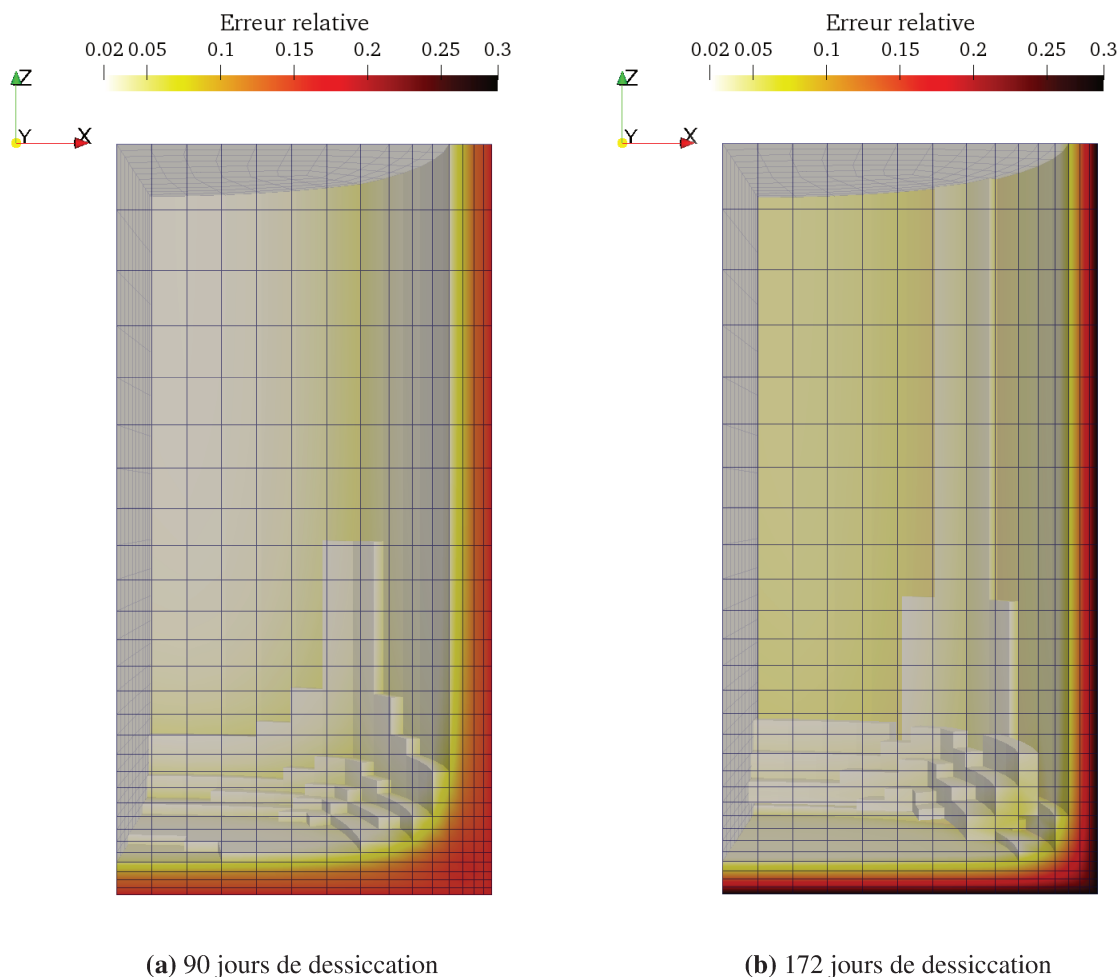 Erreur relative
0.02 0.05 0.1 0.15 0.2 0.25 0.3
Z
Y X
(a) 90 jours de dessiccation
Erreur relative
0.02 0.05 0.1 0.15 0.2 0.25 0.3
Z
Y X
(b) 172 jours de dessiccation